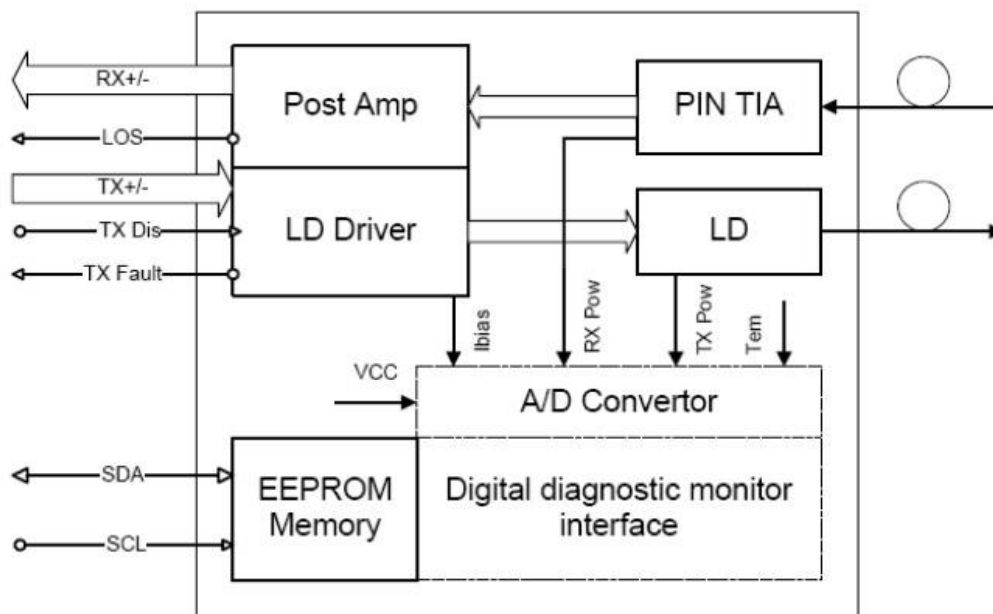 RX+/-
Post Amp
PIN TIA
LOS
TX+/-
TX Dis
LD Driver
LD
TX Fault
Ibias
RX Pow
TX Pow
Tem
VCC
A/D Convertor
SDA
EEPROM
Memory
Digital diagnostic monitor
interface
SCL